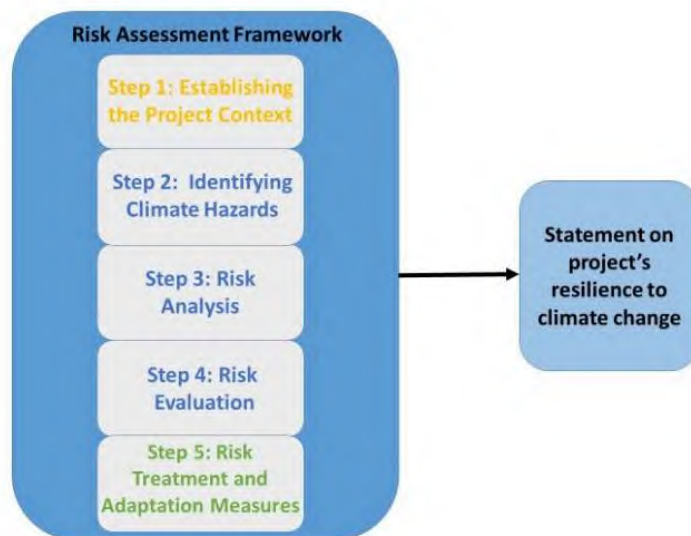 Risk Assessment Framework
Step 1: Establishing
the Project Context
Step 2: Identifying
Climate Hazards
Step 3: Risk
Analysis
Step 4: Risk
Evaluation
Step 5: Risk
Treatment and
Adaptation Measures
Statement on
project's
resilience to
climate change